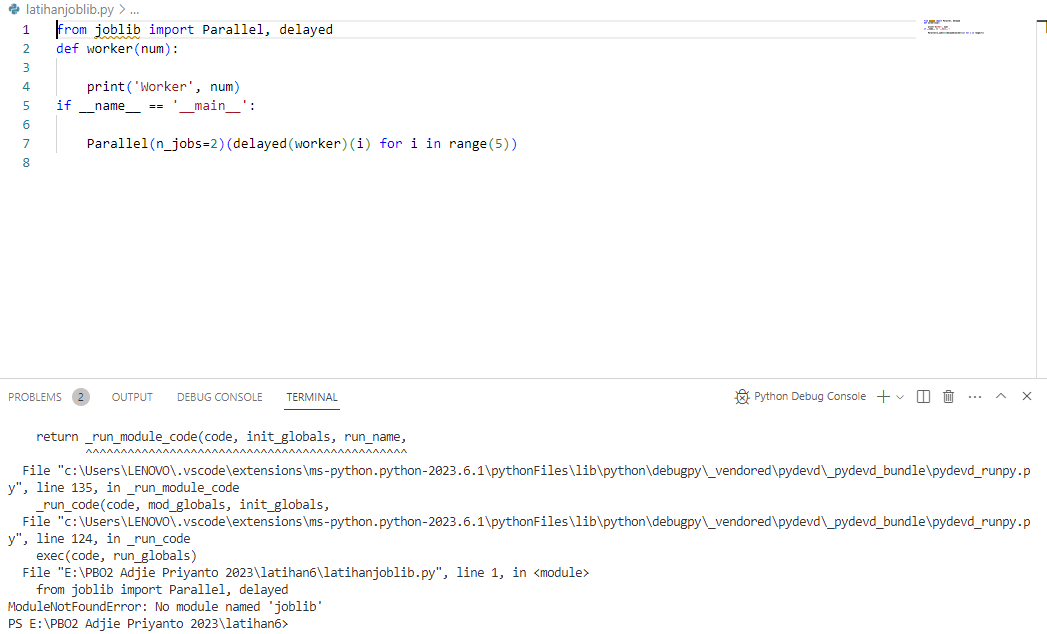 latihanjoblib.py > ...
1 from joblib import Parallel, delayed
2 def worker(num):
3
4     print('Worker', num)
5 if __name__ == '__main__':
6
7     Parallel(n_jobs=2)(delayed(worker)(i) for i in range(5))
8
PROBLEMS 2 OUTPUT DEBUG CONSOLE TERMINAL Python Debug Console
    return _run_module_code(code, init_globals, run_name,
           ^^^^^^^^^^^^^^^^^^^^^^^^^^^^^^^^^^^^^^^^^^^^^^
  File "c:\Users\LENOVO\.vscode\extensions\ms-python.python-2023.6.1\pythonFiles\lib\python\debugpy\_vendored\pydevd\_pydevd_bundle\pydevd_runpy.p
y", line 135, in _run_module_code
    _run_code(code, mod_globals, init_globals,
  File "c:\Users\LENOVO\.vscode\extensions\ms-python.python-2023.6.1\pythonFiles\lib\python\debugpy\_vendored\pydevd\_pydevd_bundle\pydevd_runpy.p
y", line 124, in _run_code
    exec(code, run_globals)
  File "E:\PBO2 Adjie Priyanto 2023\latihan6\latihanjoblib.py", line 1, in <module>
    from joblib import Parallel, delayed
ModuleNotFoundError: No module named 'joblib'
PS E:\PBO2 Adjie Priyanto 2023\latihan6>